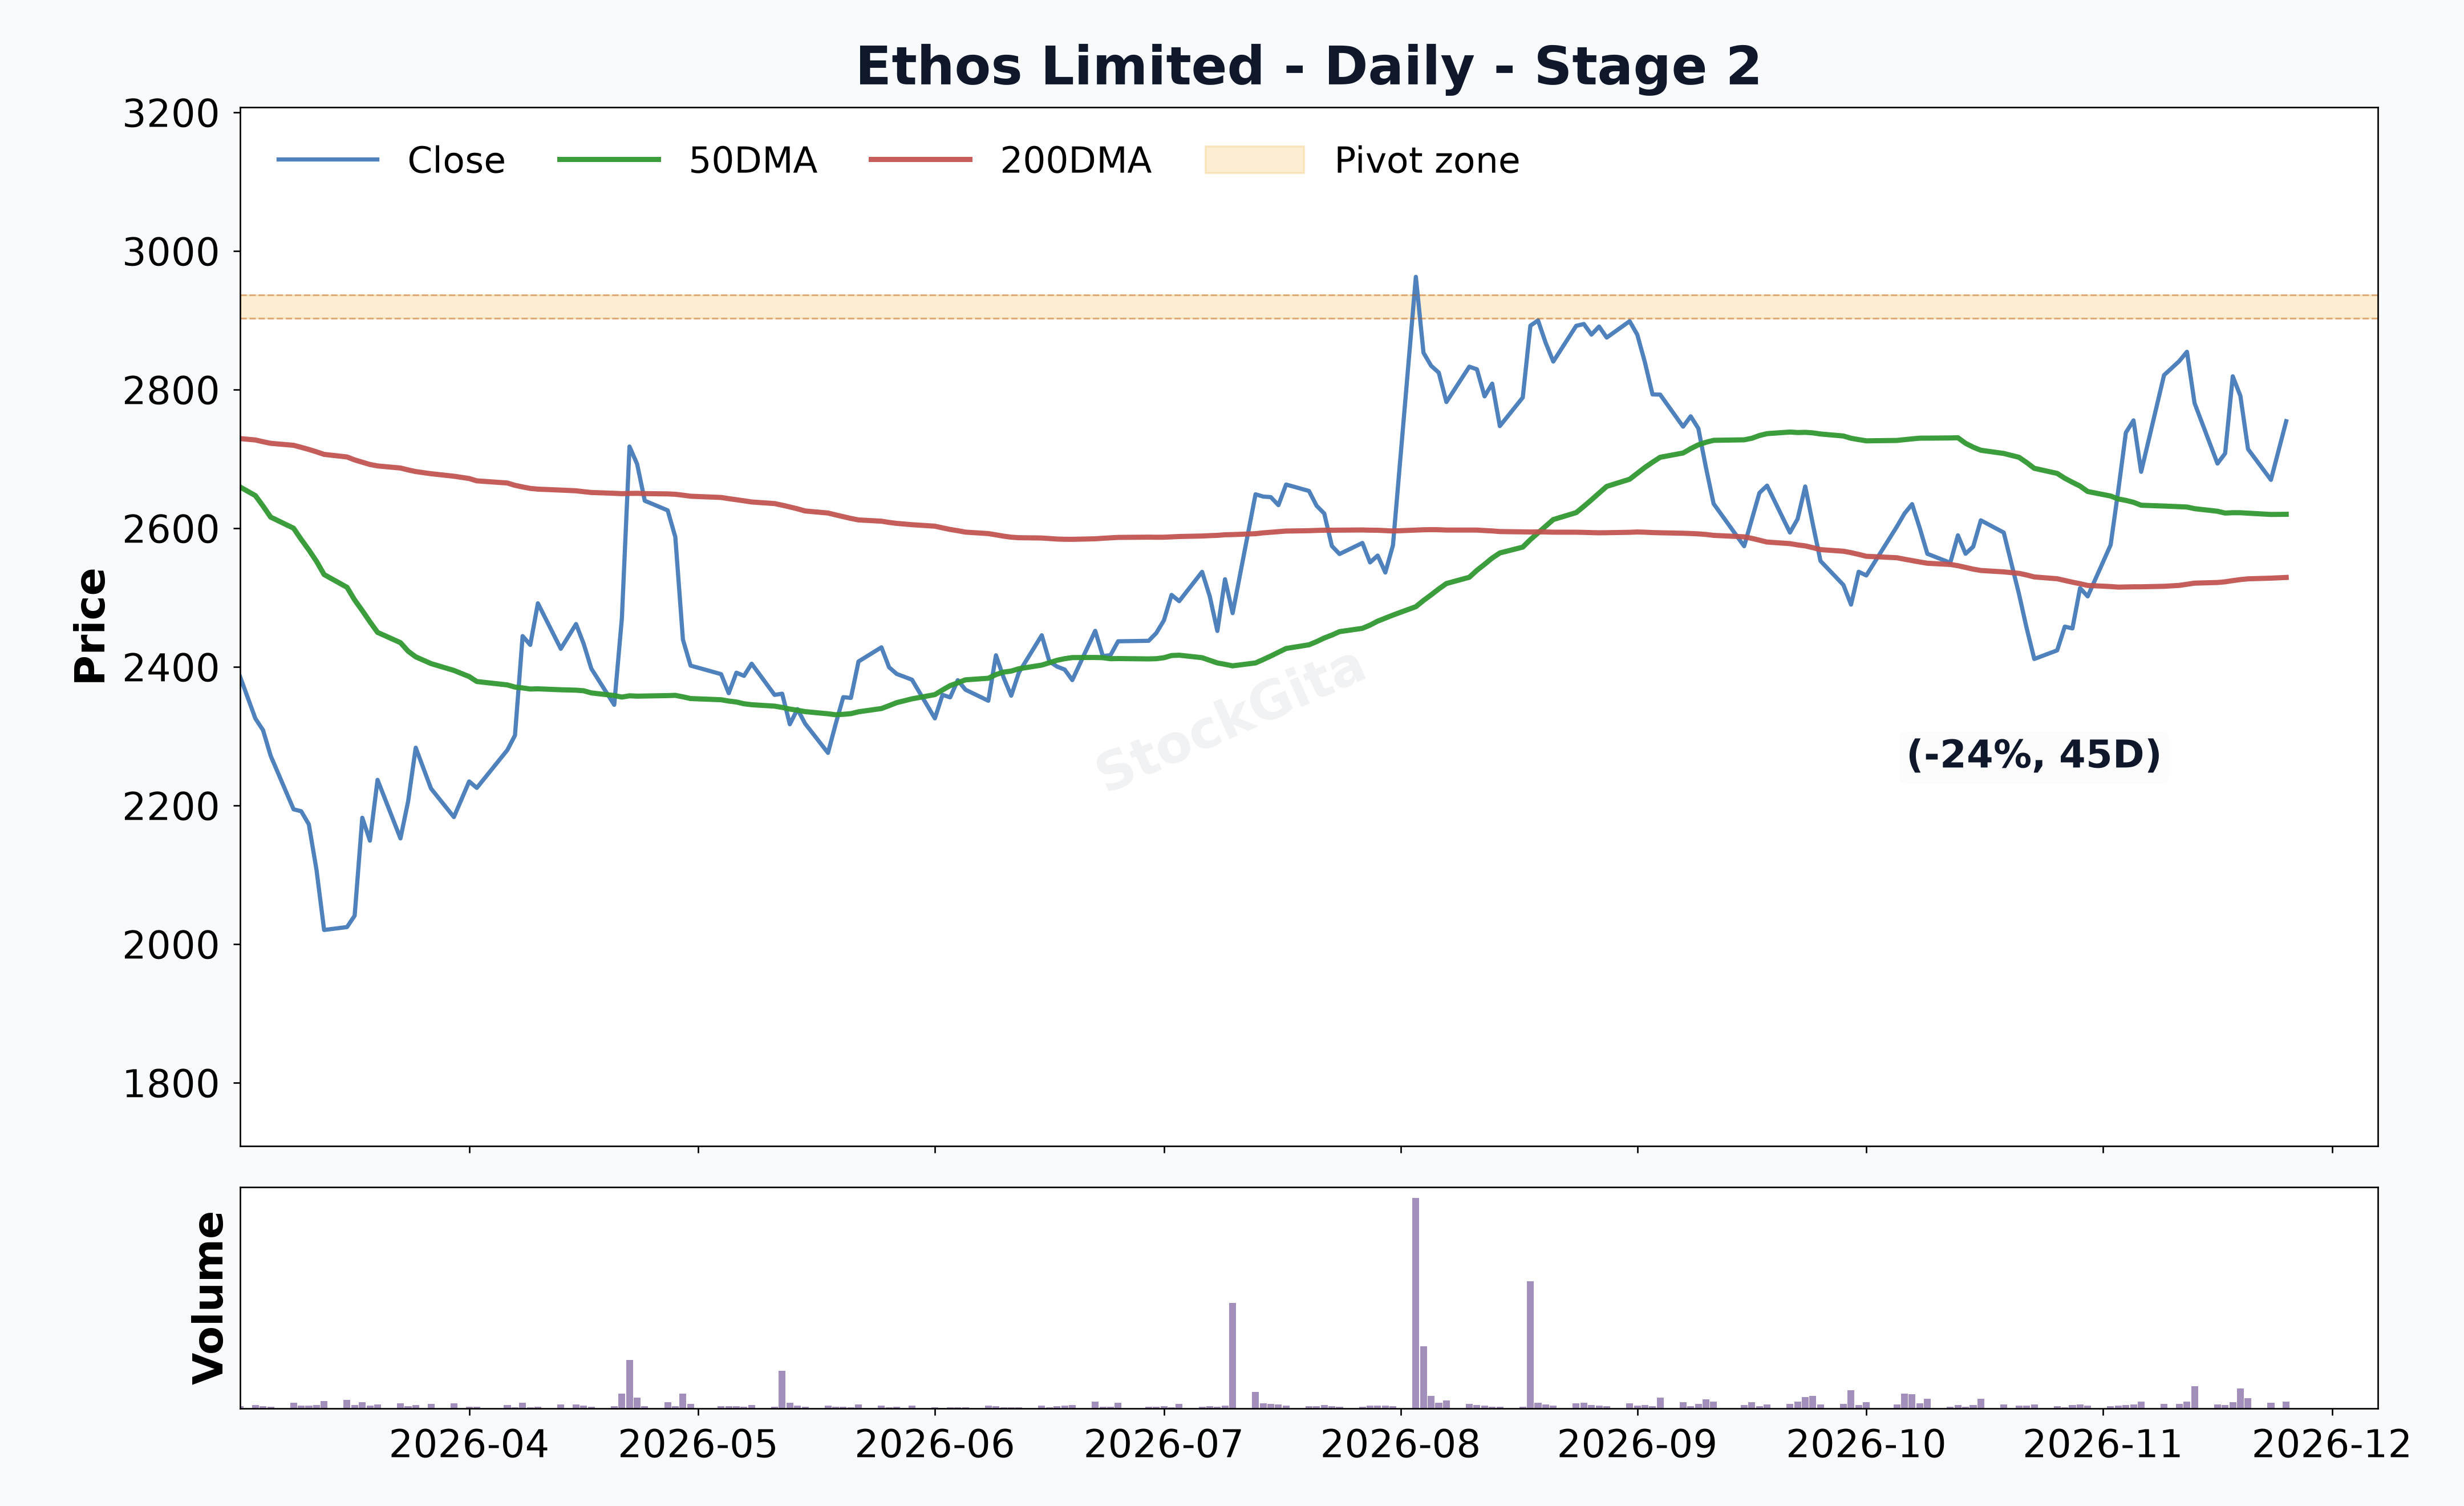 Ethos Limited - Daily - Stage 2
Close 50DMA 200DMA Pivot zone
3200
3000
2800
2600
2400
2200
2000
1800
Price
StockGita
(-24%, 45D)
Volume
2026-04 2026-05 2026-06 2026-07 2026-08 2026-09 2026-10 2026-11 2026-12